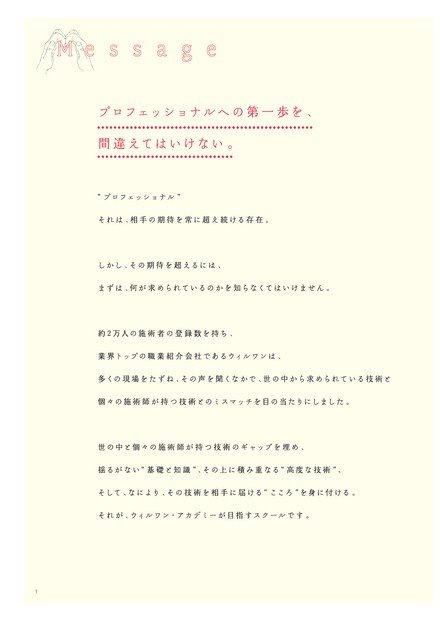 Message
プロフェッショナルへの第一歩を、
間違えてはいけない。
“プロフェッショナル”
それは、相手の期待を常に超え続ける存在。
しかし、その期待を超えるには、
まずは、何が求められているのかを知らなくてはいけません。
約2万人の施術者の登録数を持ち、
業界トップの職業紹介会社であるウィルワンは、
多くの現場をたずね、その声を聞くなかで、世の中から求められている技術と
個々の施術師が持つ技術とのミスマッチを目の当たりにしました。
世の中と個々の施術師が持つ技術のギャップを埋め、
揺るがない“基礎と知識”、その上に積み重なる“高度な技術”、
そして、なにより、その技術を相手に届ける“こころ”を身に付ける。
それが、ウィルワン・アカデミーが目指すスクールです。
1